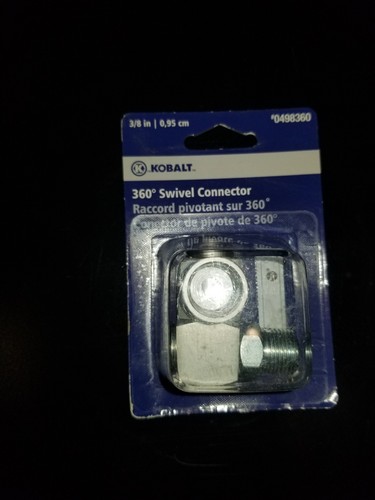 3/8 in | 0,95 cm
#0498360
KOBALT™
360° Swivel Connector
Raccord pivotant sur 360°
Conector de pivote de 360°